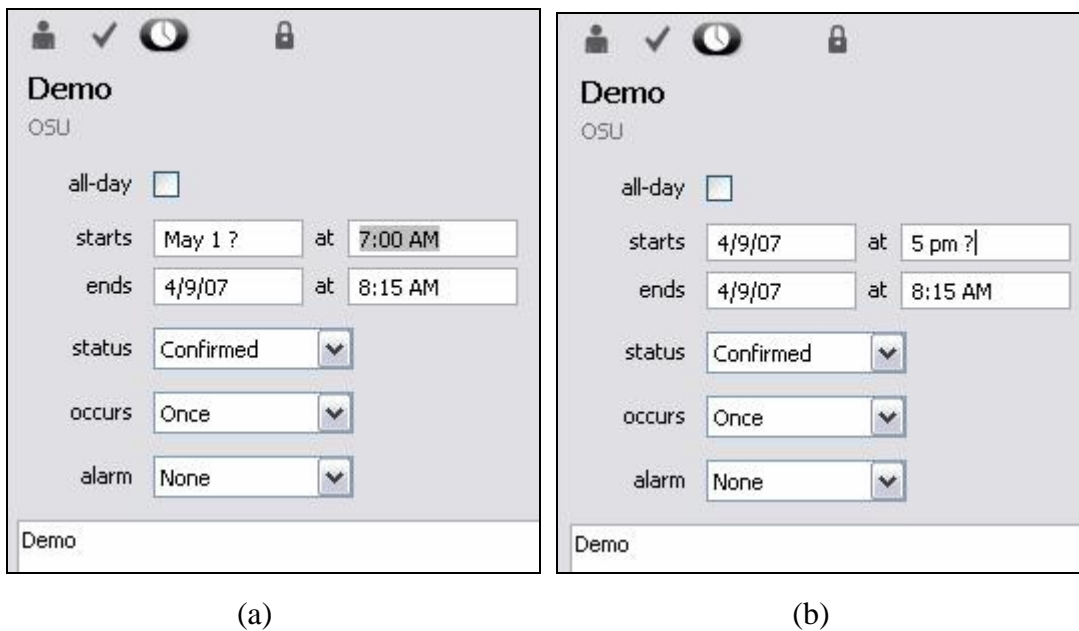 Demo
OSU
all-day
starts May 1 ? at 7:00 AM
ends 4/9/07 at 8:15 AM
status Confirmed
occurs Once
alarm None
Demo
(a)
Demo
OSU
all-day
starts 4/9/07 at 5 pm ?
ends 4/9/07 at 8:15 AM
status Confirmed
occurs Once
alarm None
Demo
(b)